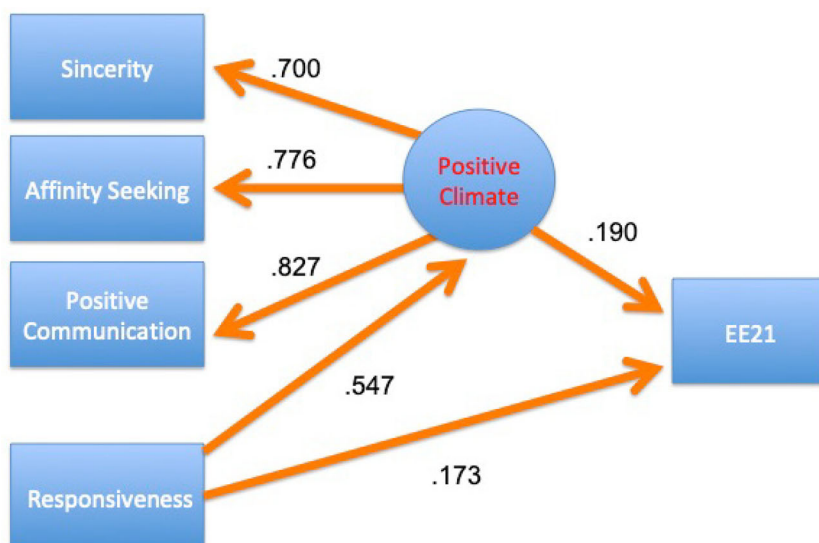 Sincerity
.700
Affinity Seeking
.776
Positive
Climate
.190
Positive
Communication
.827
EE21
.547
Responsiveness
.173